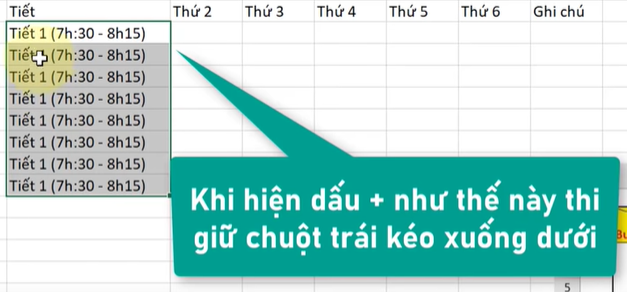 Tiết Thứ 2 Thứ 3 Thứ 4 Thứ 5 Thứ 6 Ghi chú
Tiết 1 (7h:30 - 8h15)
Tiết (7h:30 - 8h15)
Tiết 1 (7h:30 - 8h15)
Tiết 1 (7h:30 - 8h15)
Tiết 1 (7h:30 - 8h15)
Tiết 1 (7h:30 - 8h15)
Tiết 1 (7h:30 - 8h15)
Tiết 1 (7h:30 - 8h15)
Khi hiện dấu + như thế này thi
giữ chuột trái kéo xuống dưới
5